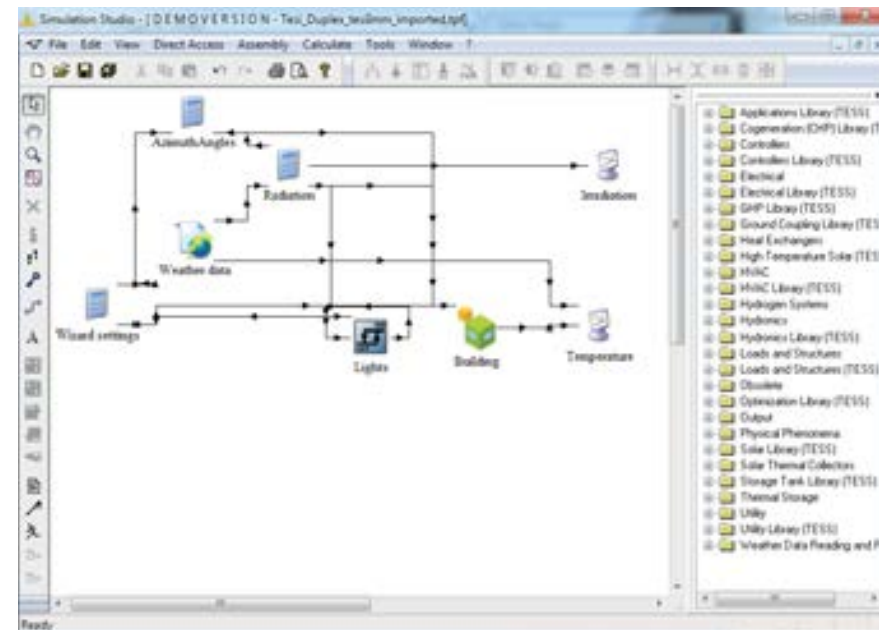 Simulation Studio - [ D E M O V E R S I O N - Tesi_Duplex_tesi8mm_imported.tpf]
File Edit View Direct Access Assembly Calculate Tools Window ?
AzimuthAngles
Radiation
Irradiation
Weather data
Wizard settings
Lights
Building
Temperature
Applications Library (TESS)
Cogeneration (CHP) Library (T
Controllers
Controllers Library (TESS)
Electrical
Electrical Library (TESS)
GHP Library (TESS)
Ground Coupling Library (TES
Heat Exchangers
High Temperature Solar (TES
HVAC
HVAC Library (TESS)
Hydrogen Systems
Hydronics
Hydronics Library (TESS)
Loads and Structures
Loads and Structures (TESS)
Obsolete
Optimization Library (TESS)
Output
Physical Phenomena
Solar Library (TESS)
Solar Thermal Collectors
Storage Tank Library (TESS)
Thermal Storage
Utility
Utility Library (TESS)
Weather Data Reading and P
Ready